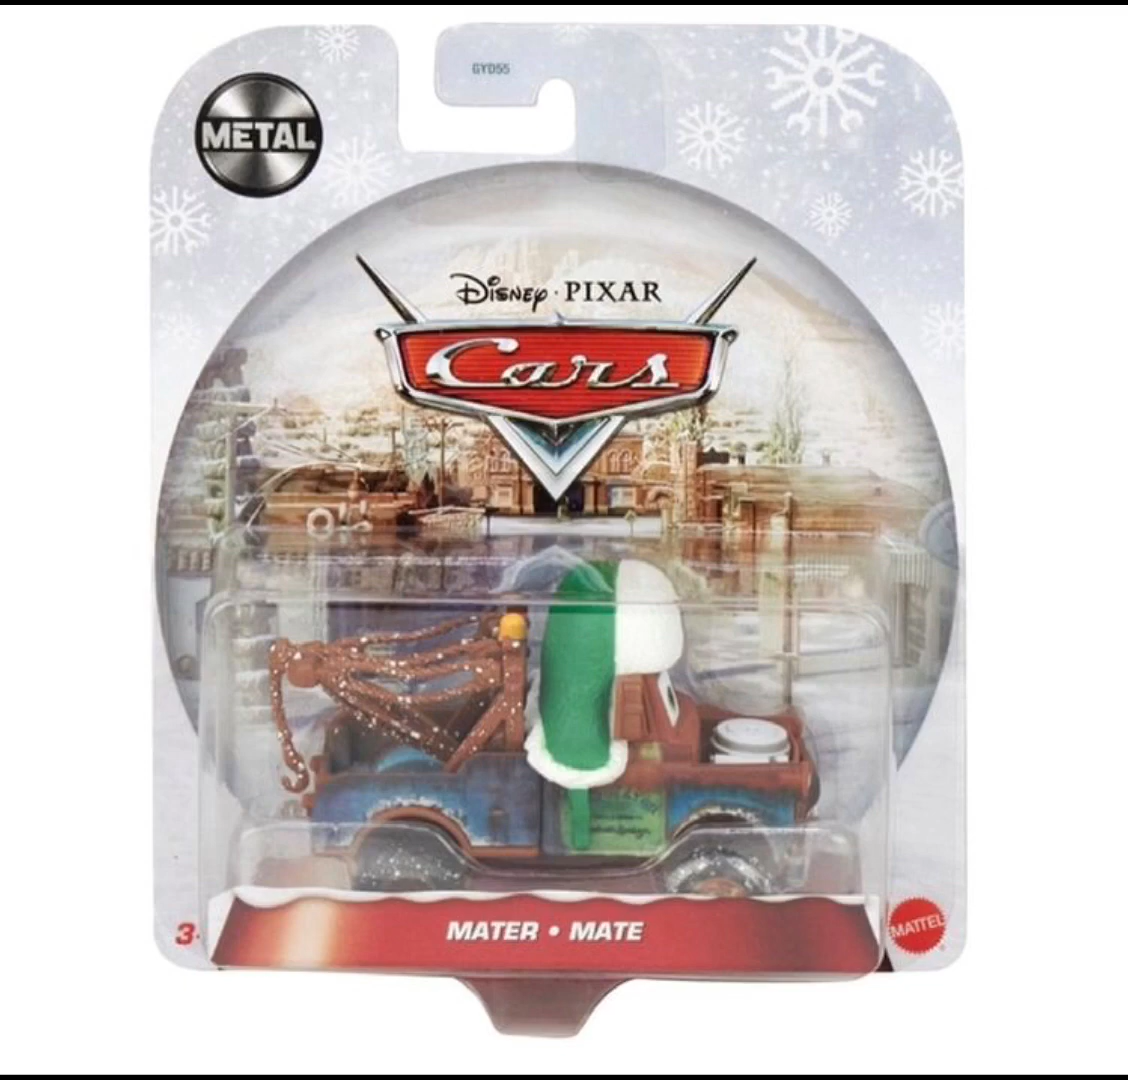 GYD55
METAL
Disney · PIXAR
Cars
MATER • MATE
3+
MATTEL